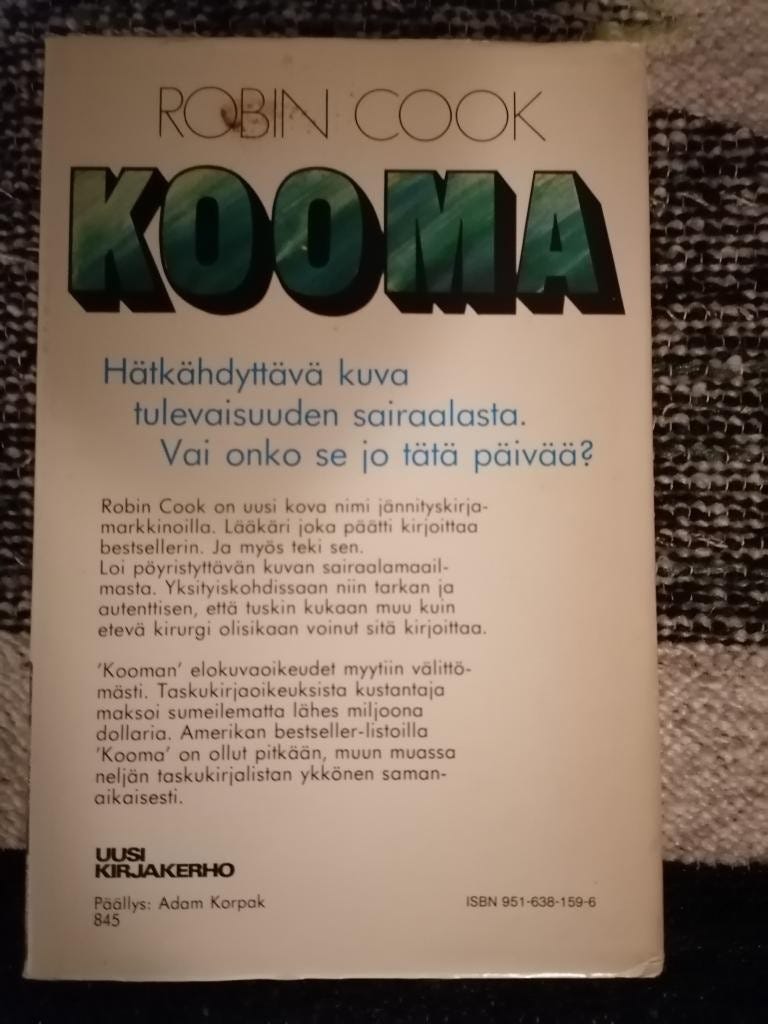 ROBIN COOK
KOOMA
Hätkähdyttävä kuva
tulevaisuuden sairaalasta.
Vai onko se jo tätä päivää?
Robin Cook on uusi kova nimi jännityskirja-
markkinoilla. Lääkäri joka päätti kirjoittaa
bestsellerin. Ja myös teki sen.
Loi pöyristyttävän kuvan sairaalamaail-
masta. Yksityiskohdissaan niin tarkan ja
autenttisen, että tuskin kukaan muu kuin
etevä kirurgi olisikaan voinut sitä kirjoittaa.
'Kooman' elokuvaoikeudet myytiin välittö-
mästi. Taskukirjaoikeuksista kustantaja
maksoi sumeilematta lähes miljoona
dollaria. Amerikan bestseller-listoilla
'Kooma' on ollut pitkään, muun muassa
neljän taskukirjalistan ykkönen saman-
aikaisesti.
UUSI
KIRJAKERHO
Päällys: Adam Korpak
845
ISBN 951-638-159-6